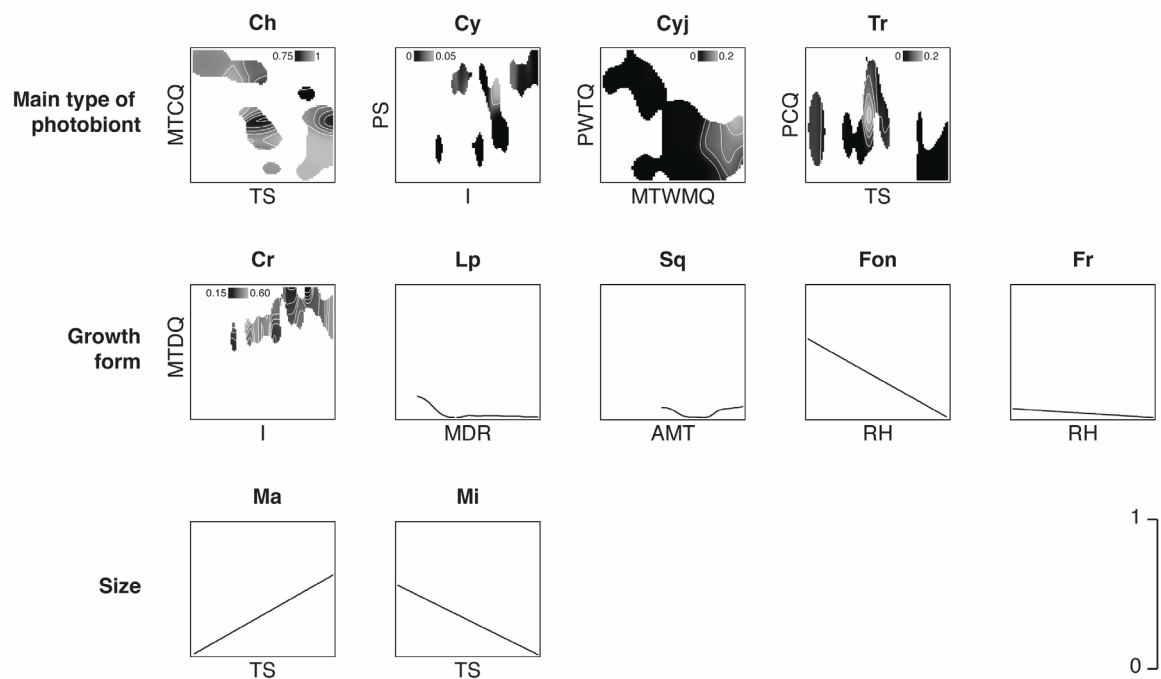 Ch Cy Cyj Tr
0.75 1 0 0.05 0 0.2 0 0.2
Main type of
photobiont
MTCQ PS PWTQ PCQ
TS I MTWMQ TS
Cr Lp Sq Fon Fr
0.15 0.60
Growth
form
MTDQ
I MDR AMT RH RH
Ma Mi
1
Size
0
TS TS